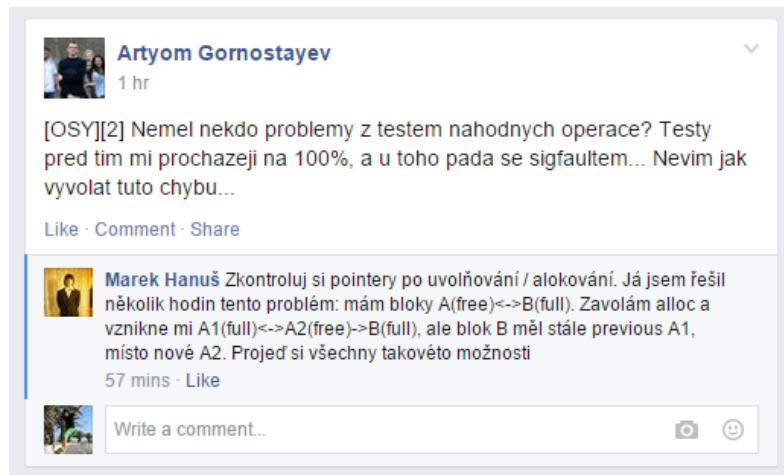 Artyom Gornostayev
1 hr
[OSY][2] Nemel nekdo problemy z testem nahodnych operace? Testy
pred tim mi prochazeji na 100%, a u toho pada se sigfaultem... Nevim jak
vyvolat tuto chybu...
Like · Comment · Share
Marek Hanuš Zkontroluj si pointery po uvolňování / alokování. Já jsem řešil
několik hodin tento problém: mám bloky A(free)<->B(full). Zavolám alloc a
vznikne mi A1(full)<->A2(free)->B(full), ale blok B měl stále previous A1,
místo nové A2. Projeď si všechny takovéto možnosti
57 mins · Like
Write a comment...